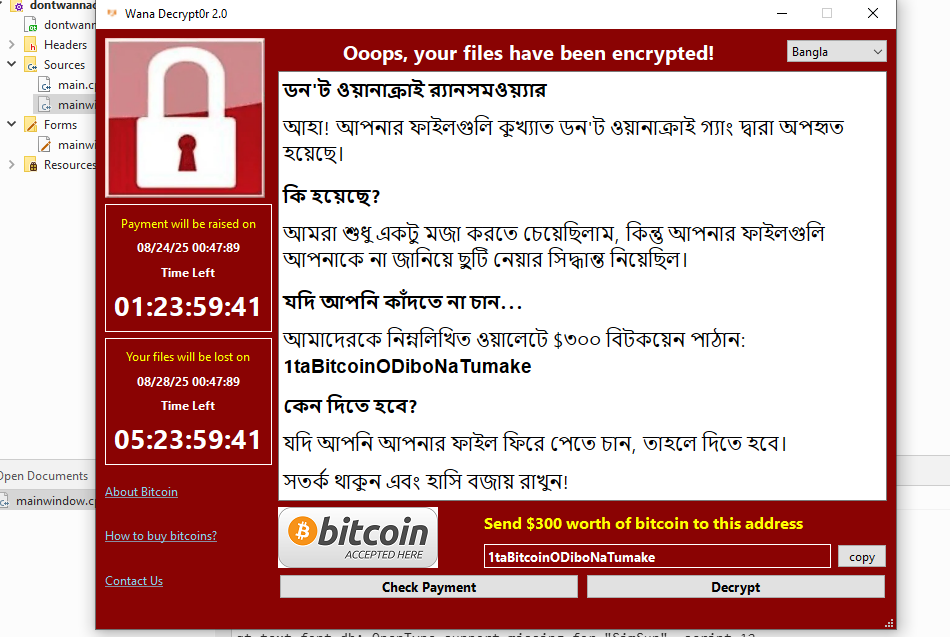 dontwannac
dontwann
Headers
Sources
main.c
mainwi
Forms
mainwi
Resources
Open Documents
mainwindow.c
Wana Decrypt0r 2.0
Ooops, your files have been encrypted!
Bangla
Payment will be raised on
08/24/25 00:47:89
Time Left
01:23:59:41
Your files will be lost on
08/28/25 00:47:89
Time Left
05:23:59:41
About Bitcoin
How to buy bitcoins?
Contact Us
ডন'ট ওয়ানাক্রাই র‍্যানসমওয়্যার
আহা! আপনার ফাইলগুলি কুখ্যাত ডন'ট ওয়ানাক্রাই গ্যাং দ্বারা অপহৃত
হয়েছে।
কি হয়েছে?
আমরা শুধু একটু মজা করতে চেয়েছিলাম, কিন্তু আপনার ফাইলগুলি
আপনাকে না জানিয়ে ছুটি নেয়ার সিদ্ধান্ত নিয়েছিল।
যদি আপনি কাঁদতে না চান...
আমাদেরকে নিম্নলিখিত ওয়ালেটে $৩০০ বিটকয়েন পাঠান:
1taBitcoinODiboNaTumake
কেন দিতে হবে?
যদি আপনি আপনার ফাইল ফিরে পেতে চান, তাহলে দিতে হবে।
সতর্ক থাকুন এবং হাসি বজায় রাখুন!
bitcoin
ACCEPTED HERE
Send $300 worth of bitcoin to this address
1taBitcoinODiboNaTumake
copy
Check Payment
Decrypt